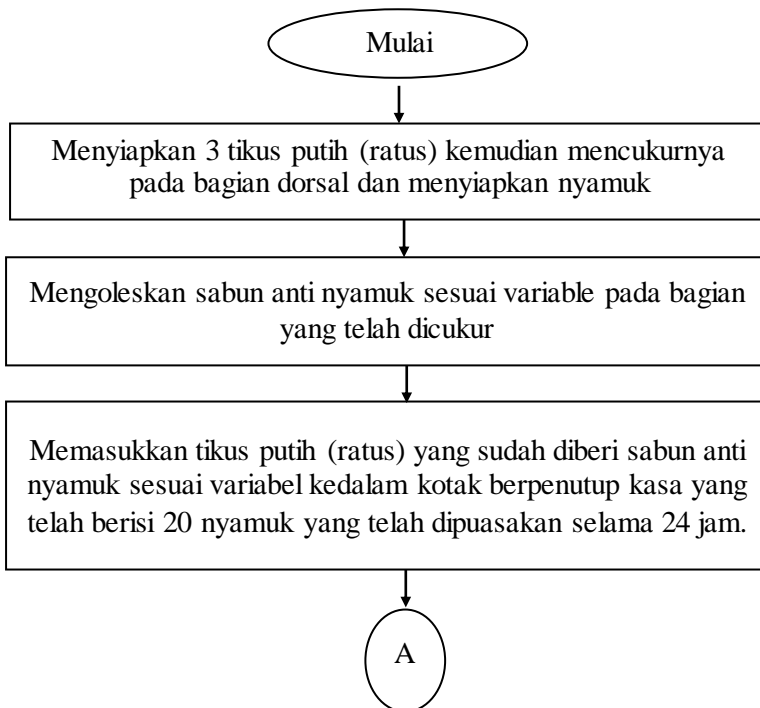 Mulai
Menyiapkan 3 tikus putih (ratus) kemudian mencukurnya
pada bagian dorsal dan menyiapkan nyamuk
Mengoleskan sabun anti nyamuk sesuai variable pada bagian
yang telah dicukur
Memasukkan tikus putih (ratus) yang sudah diberi sabun anti
nyamuk sesuai variabel kedalam kotak berpenutup kasa yang
telah berisi 20 nyamuk yang telah dipuasakan selama 24 jam.
A